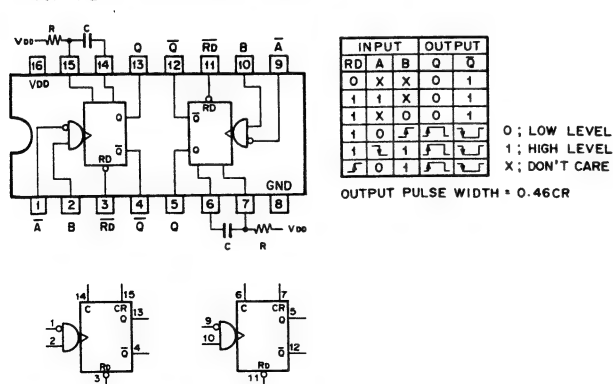 R C
VDD Q Q̅ R̅D̅ B A̅
16 15 14 13 12 11 10 9
VDD
RD Q Q̅
Q̅ RD Q
GND
1 2 3 4 5 6 7 8
A̅ B R̅D̅ Q̅ Q C R VDD
INPUT OUTPUT
RD A B Q Q̅
0 X X 0 1
1 1 X 0 1
1 X 0 0 1
1 0
1 1
0 1
0 ; LOW LEVEL
1 ; HIGH LEVEL
X ; DON'T CARE
OUTPUT PULSE WIDTH = 0.46CR
14 15 6 7
C CR C CR
1 2 Q 13 9 10 Q 5
Q̅ 4 Q̅ 12
RD RD
3 11